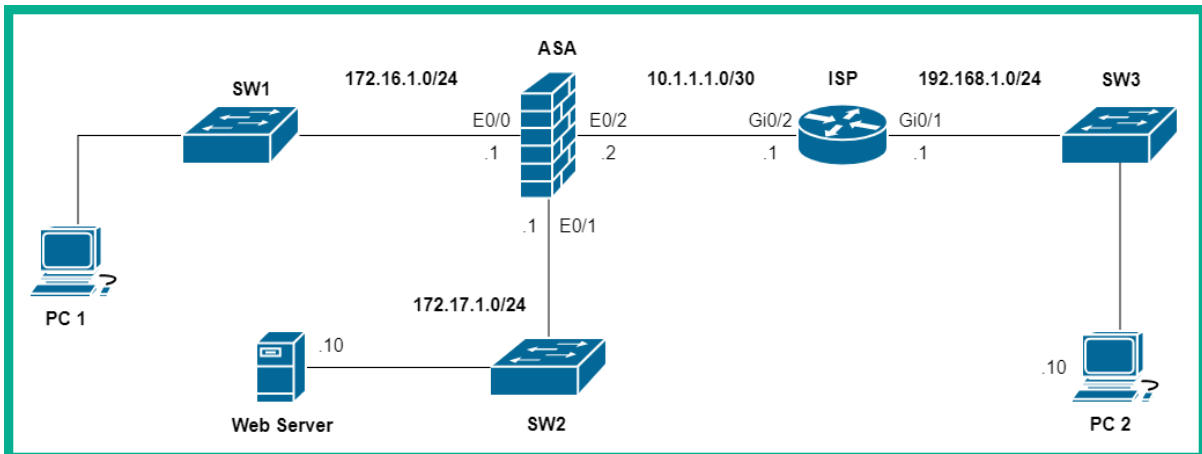 ASA
172.16.1.0/24
10.1.1.1.0/30
ISP
192.168.1.0/24
SW3
SW1
E0/0
E0/2
Gi0/2
Gi0/1
.1
.2
.1
.1
.1
E0/1
PC 1
172.17.1.0/24
.10
.10
Web Server
SW2
PC 2